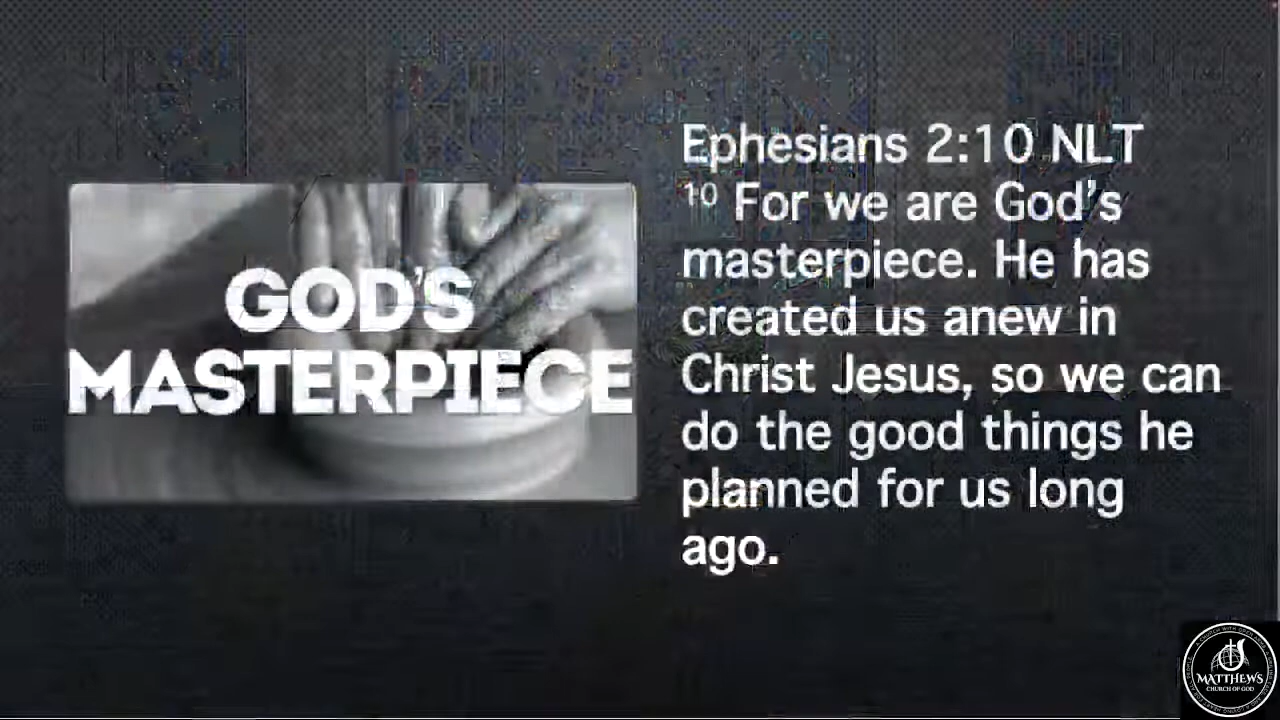 GOD'S
MASTERPIECE
Ephesians 2:10 NLT
10 For we are God's
masterpiece. He has
created us anew in
Christ Jesus, so we can
do the good things he
planned for us long
ago.
MATTHEWS
CHURCH OF GOD